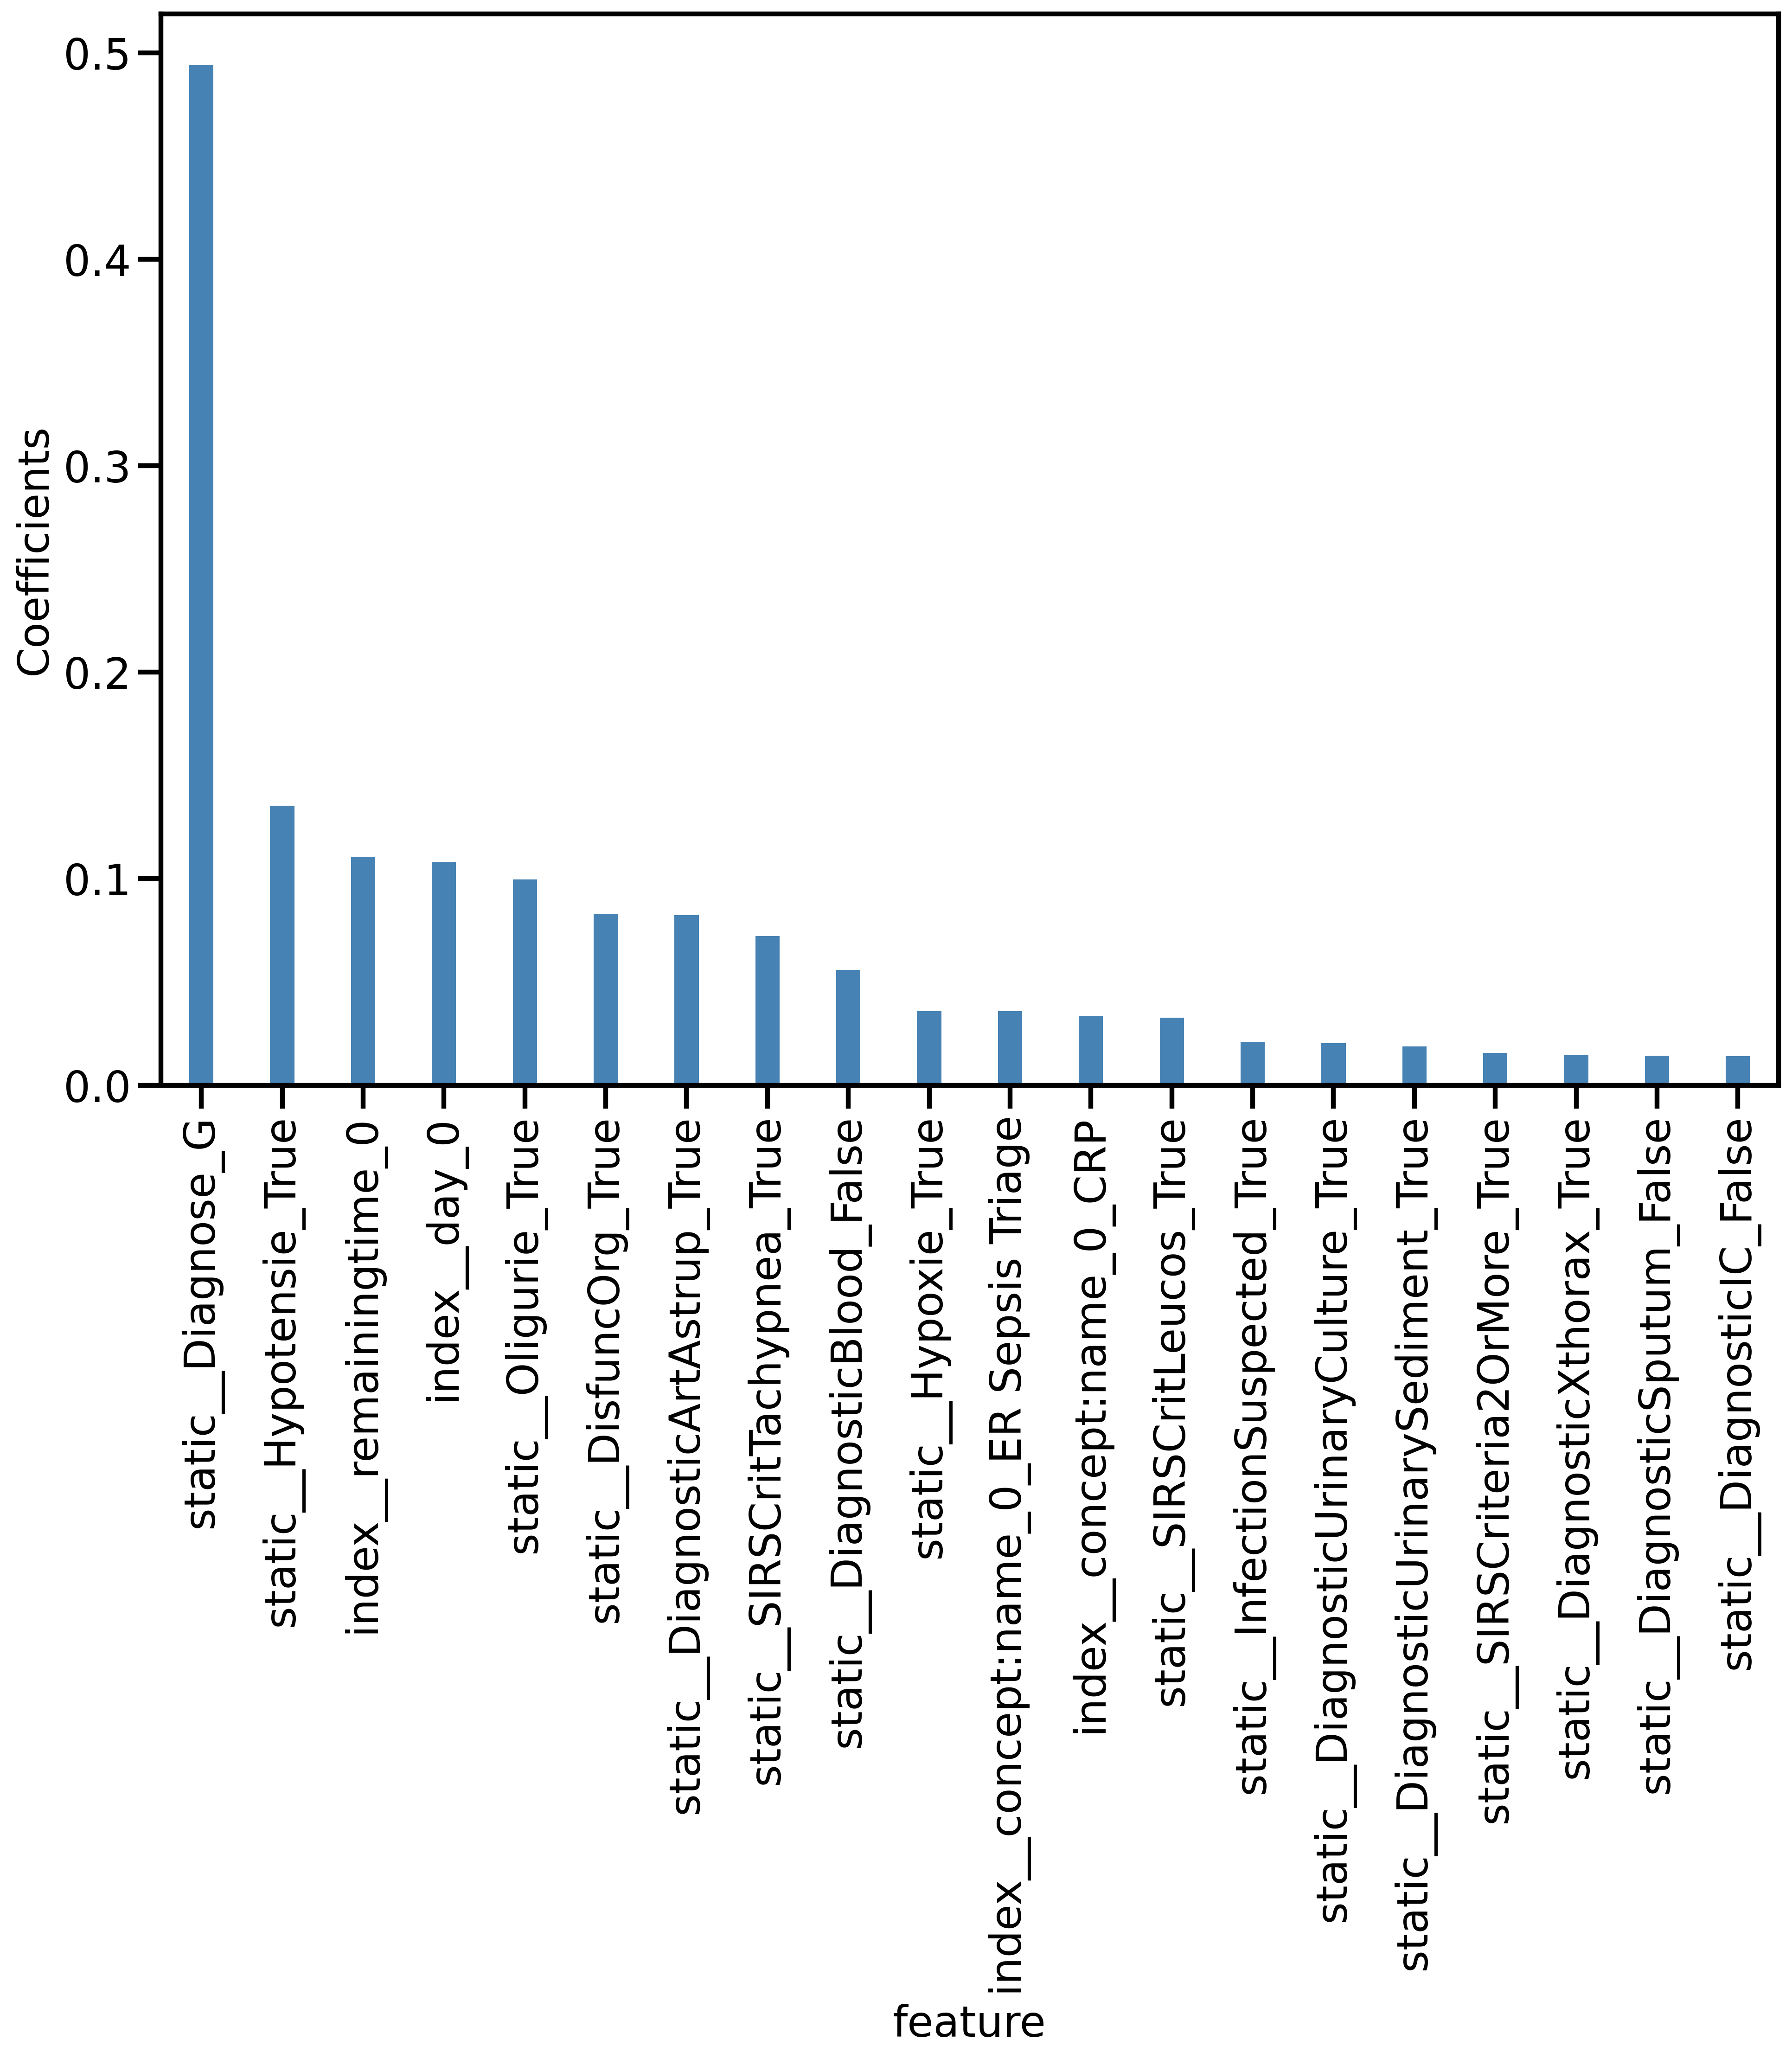 0.5
0.4
0.3
0.2
0.1
0.0
Coefficients
static__Diagnose_G
static__Hypotensie_True
index__remainingtime_0
index__day_0
static__Oligurie_True
static__DisfuncOrg_True
static__DiagnosticArtAstrup_True
static__SIRSCritTachypnea_True
static__DiagnosticBlood_False
static__Hypoxie_True
index__concept:name_0_ER Sepsis Triage
index__concept:name_0_CRP
static__SIRSCritLeucos_True
static__InfectionSuspected_True
static__DiagnosticUrinaryCulture_True
static__DiagnosticUrinarySediment_True
static__SIRSCriteria2OrMore_True
static__DiagnosticXthorax_True
static__DiagnosticSputum_False
static__DiagnosticIC_False
feature